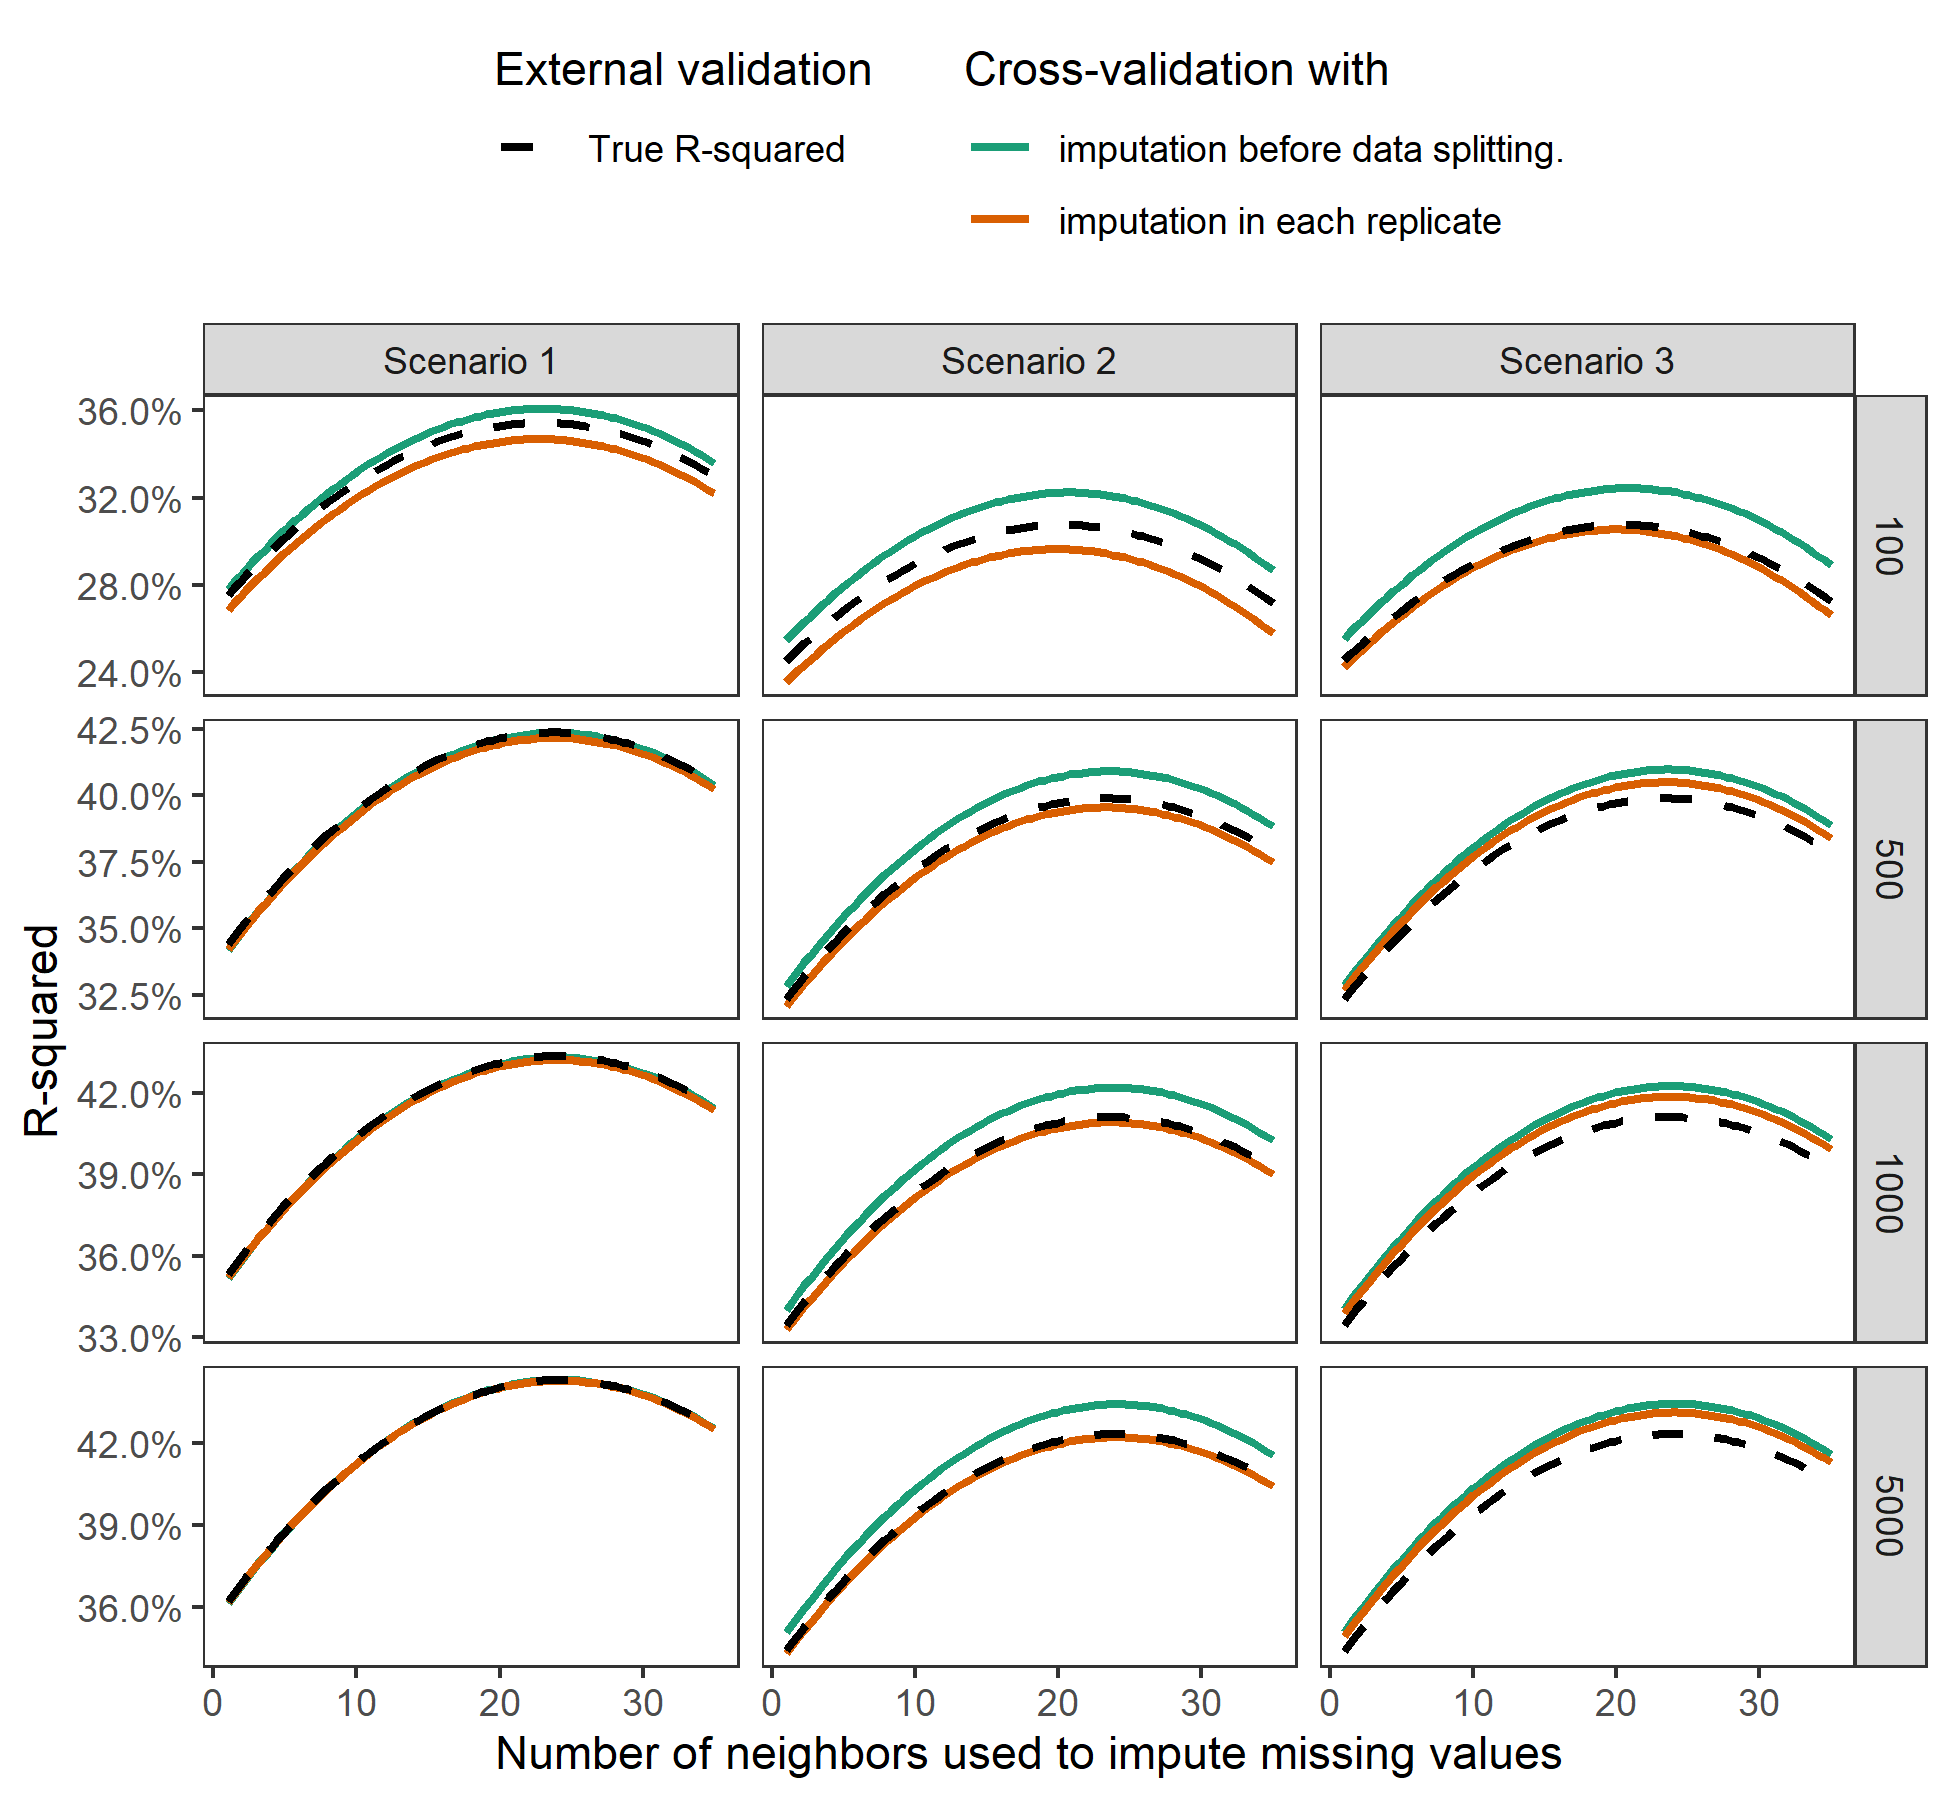 External validation
Cross-validation with
True R-squared
imputation before data splitting.
imputation in each replicate
Scenario 1
Scenario 2
Scenario 3
36.0%
32.0%
28.0%
24.0%
100
42.5%
40.0%
37.5%
35.0%
32.5%
500
R-squared
42.0%
39.0%
36.0%
33.0%
1000
42.0%
39.0%
36.0%
5000
0 10 20 30
0 10 20 30
0 10 20 30
Number of neighbors used to impute missing values